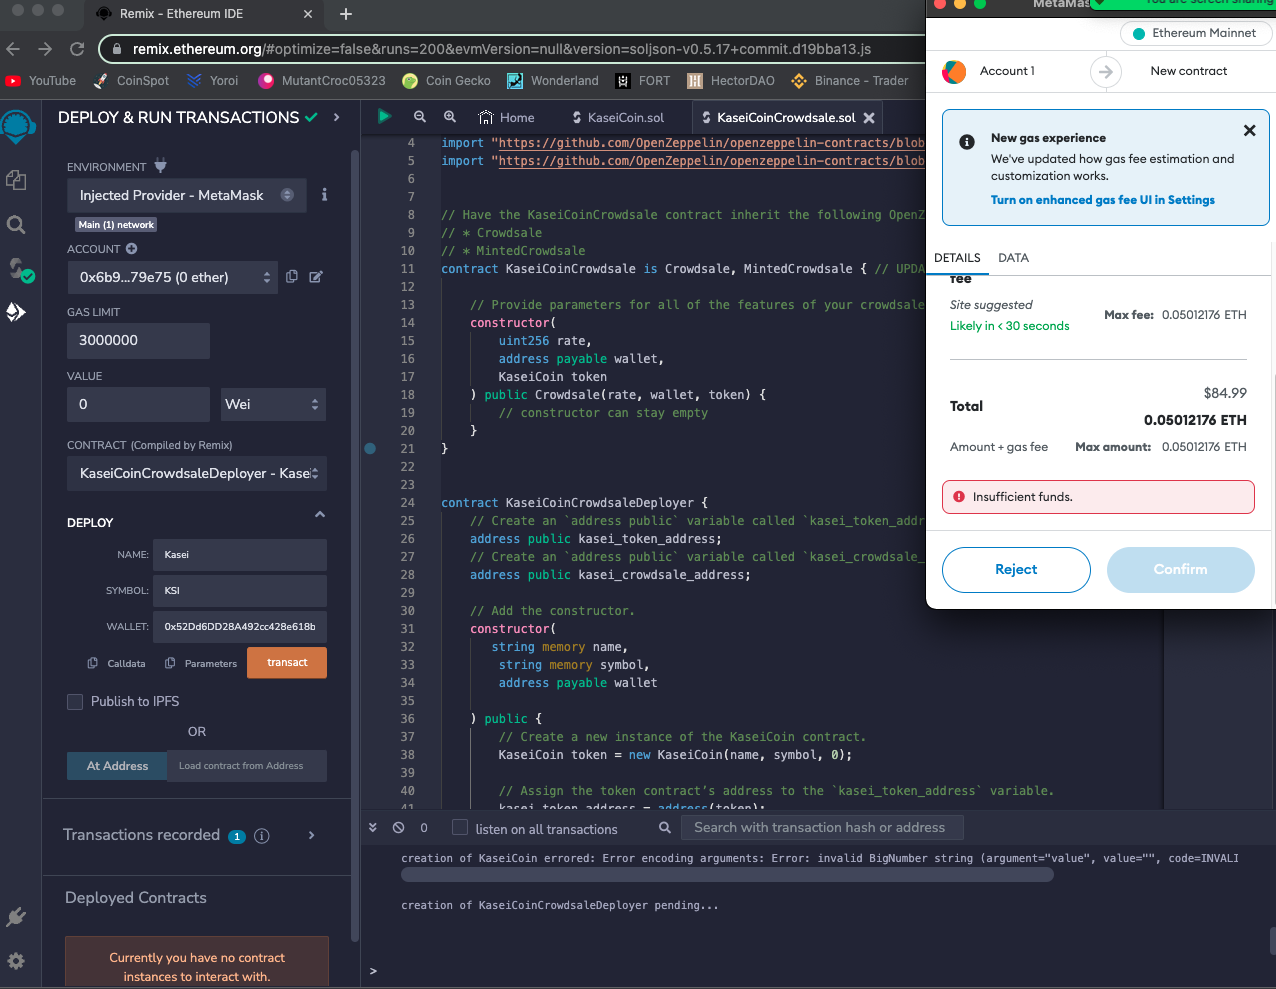 Remix - Ethereum IDE
remix.ethereum.org/#optimize=false&runs=200&evmVersion=null&version=soljson-v0.5.17+commit.d19bba13.js
YouTube
CoinSpot
Yoroi
MutantCroc05323
Coin Gecko
Wonderland
FORT
HectorDAO
Binance - Trader
DEPLOY & RUN TRANSACTIONS
ENVIRONMENT
Injected Provider - MetaMask
Main (1) network
ACCOUNT
0x6b9...79e75 (0 ether)
GAS LIMIT
3000000
VALUE
0
Wei
CONTRACT (Compiled by Remix)
KaseiCoinCrowdsaleDeployer - Kasei
DEPLOY
NAME: Kasei
SYMBOL: KSI
WALLET: 0x52Dd6DD28A492cc428e618b
Calldata
Parameters
transact
Publish to IPFS
OR
At Address
Load contract from Address
Transactions recorded 1
Deployed Contracts
Currently you have no contract
instances to interact with.
Home
KaseiCoin.sol
KaseiCoinCrowdsale.sol
4 import "https://github.com/OpenZeppelin/openzeppelin-contracts/blob
5 import "https://github.com/OpenZeppelin/openzeppelin-contracts/blob
6
7
8 // Have the KaseiCoinCrowdsale contract inherit the following OpenZ
9 // * Crowdsale
10 // * MintedCrowdsale
11 contract KaseiCoinCrowdsale is Crowdsale, MintedCrowdsale { // UPDA
12
13 // Provide parameters for all of the features of your crowdsale
14 constructor(
15 uint256 rate,
16 address payable wallet,
17 KaseiCoin token
18 ) public Crowdsale(rate, wallet, token) {
19 // constructor can stay empty
20 }
21 }
22
23
24 contract KaseiCoinCrowdsaleDeployer {
25 // Create an `address public` variable called `kasei_token_addr
26 address public kasei_token_address;
27 // Create an `address public` variable called `kasei_crowdsale_
28 address public kasei_crowdsale_address;
29
30 // Add the constructor.
31 constructor(
32 string memory name,
33 string memory symbol,
34 address payable wallet
35
36 ) public {
37 // Create a new instance of the KaseiCoin contract.
38 KaseiCoin token = new KaseiCoin(name, symbol, 0);
39
40 // Assign the token contract's address to the `kasei_token_address` variable.
41 kasei_token_address = address(token);
0
listen on all transactions
Search with transaction hash or address
creation of KaseiCoin errored: Error encoding arguments: Error: invalid BigNumber string (argument="value", value="", code=INVALI
creation of KaseiCoinCrowdsaleDeployer pending...
>
MetaMas
You are screen sharing
Ethereum Mainnet
Account 1
New contract
New gas experience
We've updated how gas fee estimation and
customization works.
Turn on enhanced gas fee UI in Settings
DETAILS
DATA
fee
Site suggested
Likely in < 30 seconds
Max fee: 0.05012176 ETH
$84.99
Total
0.05012176 ETH
Amount + gas fee
Max amount: 0.05012176 ETH
Insufficient funds.
Reject
Confirm